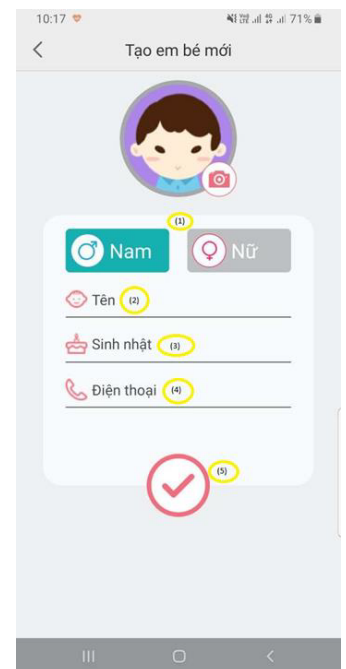 10:17 71%
Tạo em bé mới
(1)
Nam Nữ
Tên (2)
Sinh nhật (3)
Điện thoại (4)
(5)